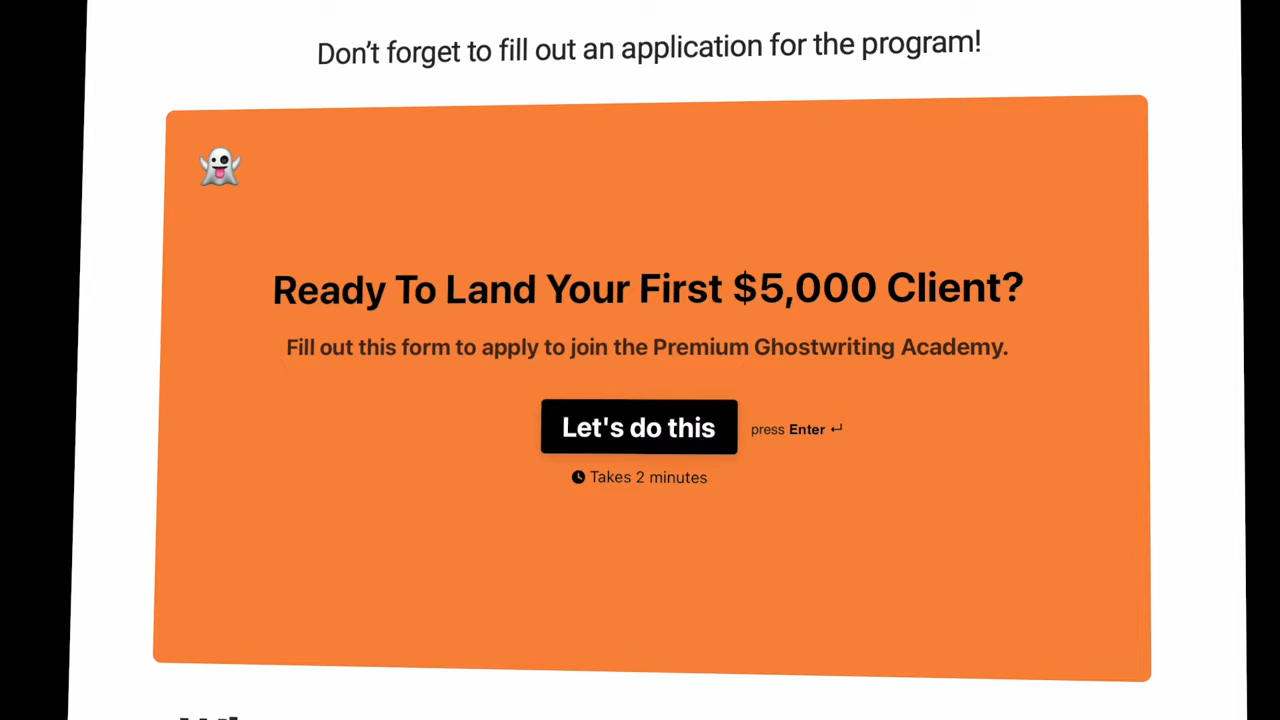 Don’t forget to fill out an application for the program!
Ready To Land Your First $5,000 Client?
Fill out this form to apply to join the Premium Ghostwriting Academy.
Let's do this
press Enter ↵
Takes 2 minutes